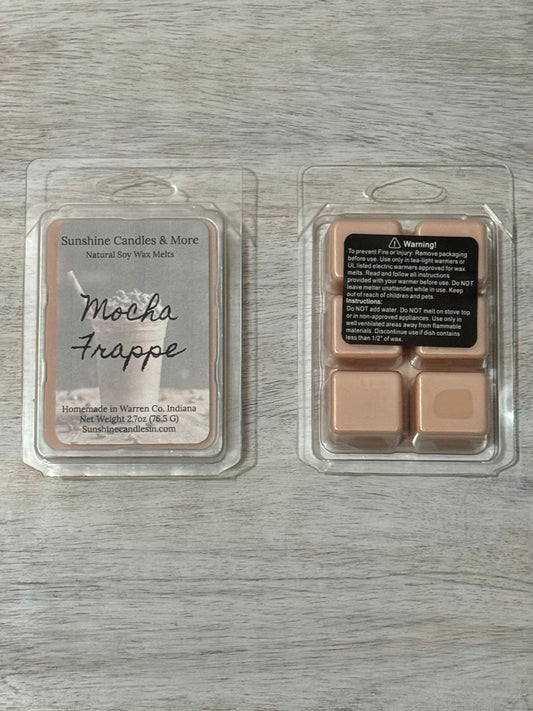 Sunshine Candles & More
Natural Soy Wax Melts
Mocha
Frappe
Homemade in Warren Co. Indiana
Net Weight 2.7oz (76.5 G)
Sunshinecandlesin.com
Warning!
To prevent Fire or Injury: Remove packaging
before use. Use only in tea-light warmers or
UL listed electric warmers approved for wax
melts. Read and follow all instructions
provided with your warmer before use. Do NOT
leave melter unattended while in use. Keep
out of reach of children and pets.
Instructions:
Do NOT add water. Do NOT melt on stove top
or in non-approved appliances. Use only in
well ventilated areas away from flammable
materials. Discontinue use if dish contains
less than 1/2" of wax.